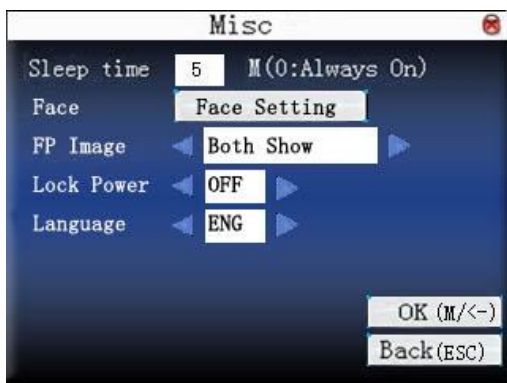 Misc
Sleep time 5 M(0:Always On)
Face Face Setting
FP Image Both Show
Lock Power OFF
Language ENG
OK (M/<-)
Back(ESC)